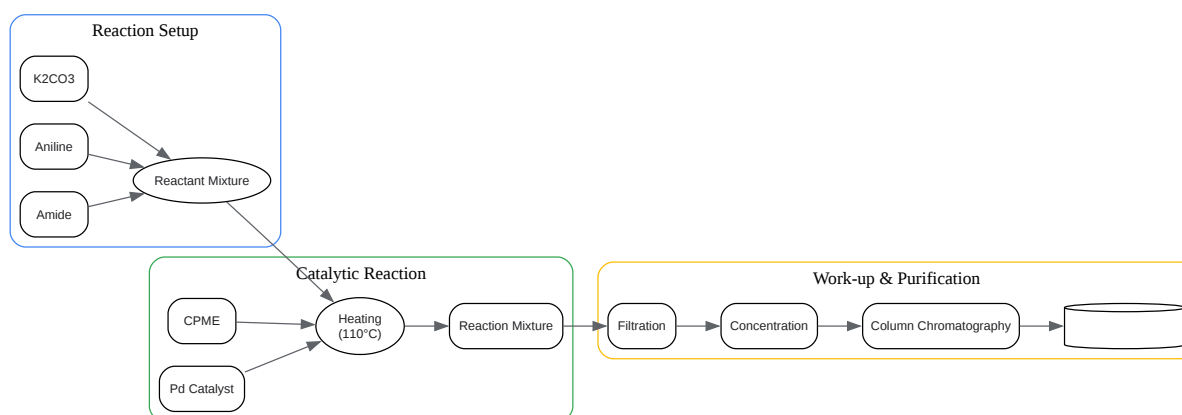 Reaction Setup
K2CO3
Aniline
Reactant Mixture
Amide
Catalytic Reaction
CPME
Heating
(110°C)
Reaction Mixture
Pd Catalyst
Work-up & Purification
Filtration
Concentration
Column Chromatography